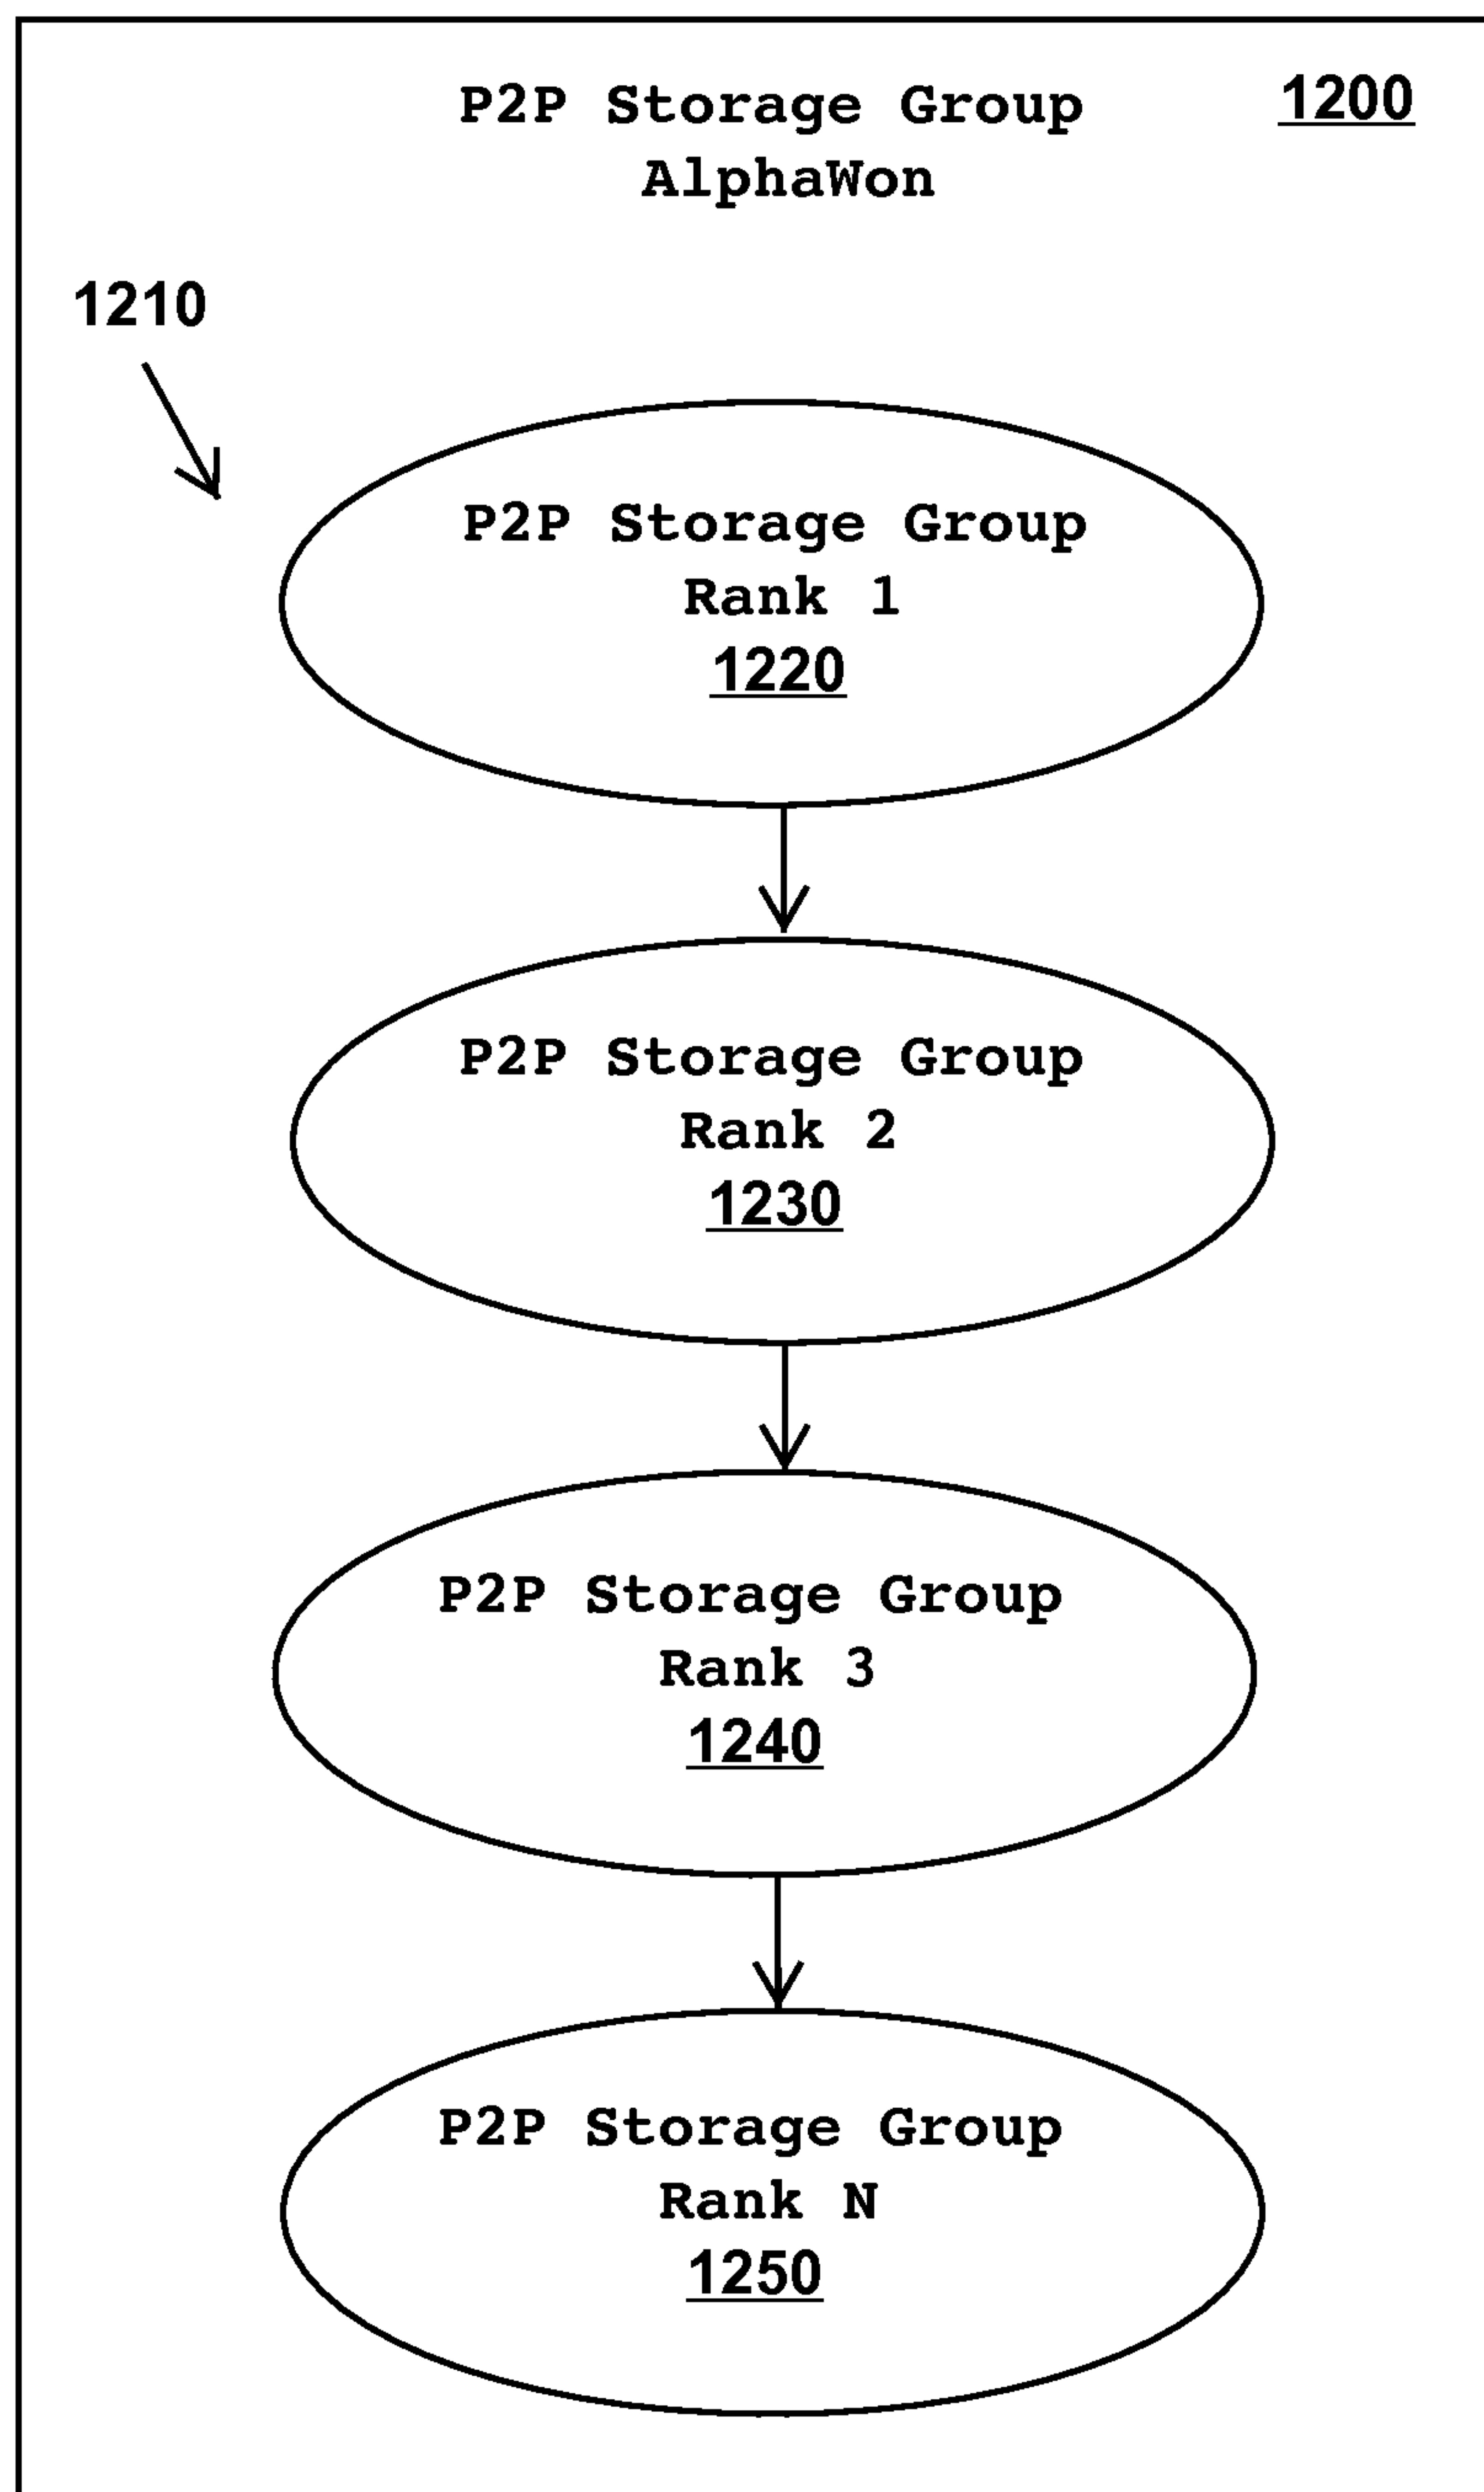 P2P Storage Group
1200
AlphaWon
1210
P2P Storage Group
Rank 1
1220
P2P Storage Group
Rank 2
1230
P2P Storage Group
Rank 3
1240
P2P Storage Group
Rank N
1250